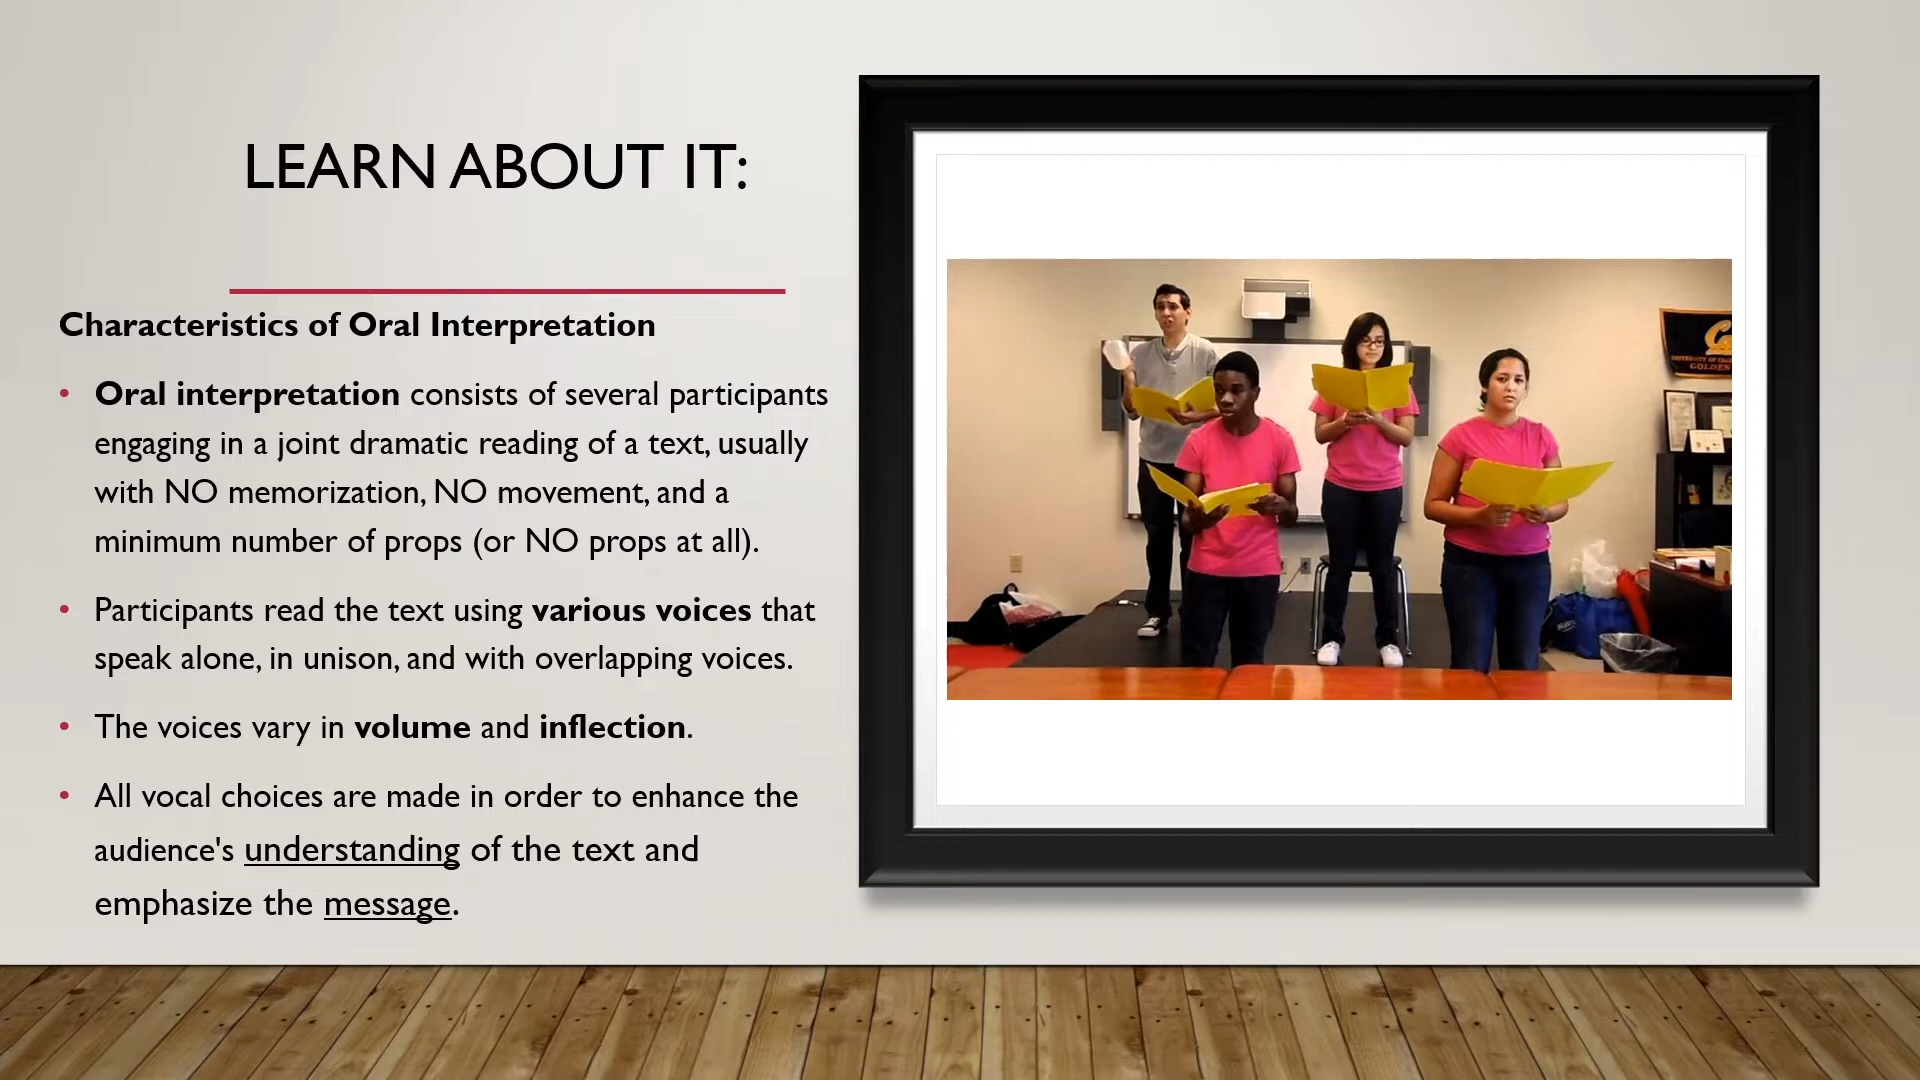 LEARN ABOUT IT:
Characteristics of Oral Interpretation
• Oral interpretation consists of several participants
engaging in a joint dramatic reading of a text, usually
with NO memorization, NO movement, and a
minimum number of props (or NO props at all).
• Participants read the text using various voices that
speak alone, in unison, and with overlapping voices.
• The voices vary in volume and inflection.
• All vocal choices are made in order to enhance the
audience's understanding of the text and
emphasize the message.
Cal
GOLDEN